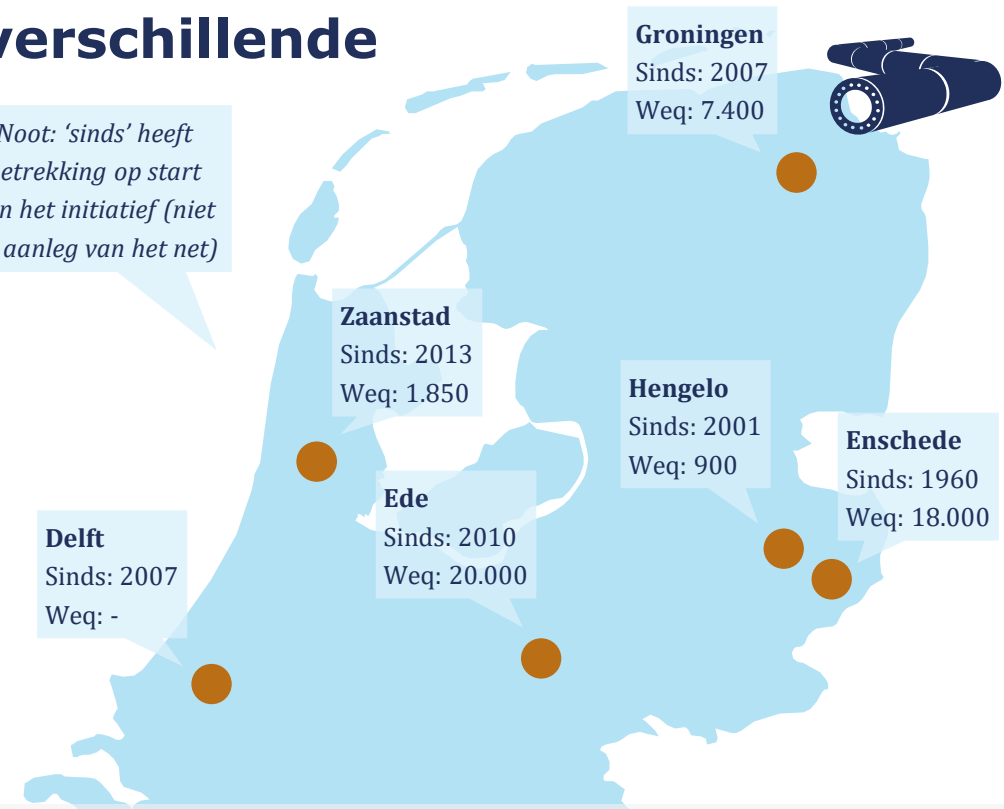 verschillende
Noot: ‘sinds’ heeft
etrekking op start
n het initiatief (niet
aanleg van het net)
Groningen
Sinds: 2007
Weq: 7.400
Zaanstad
Sinds: 2013
Weq: 1.850
Hengelo
Sinds: 2001
Weq: 900
Enschede
Sinds: 1960
Weq: 18.000
Ede
Sinds: 2010
Weq: 20.000
Delft
Sinds: 2007
Weq: -